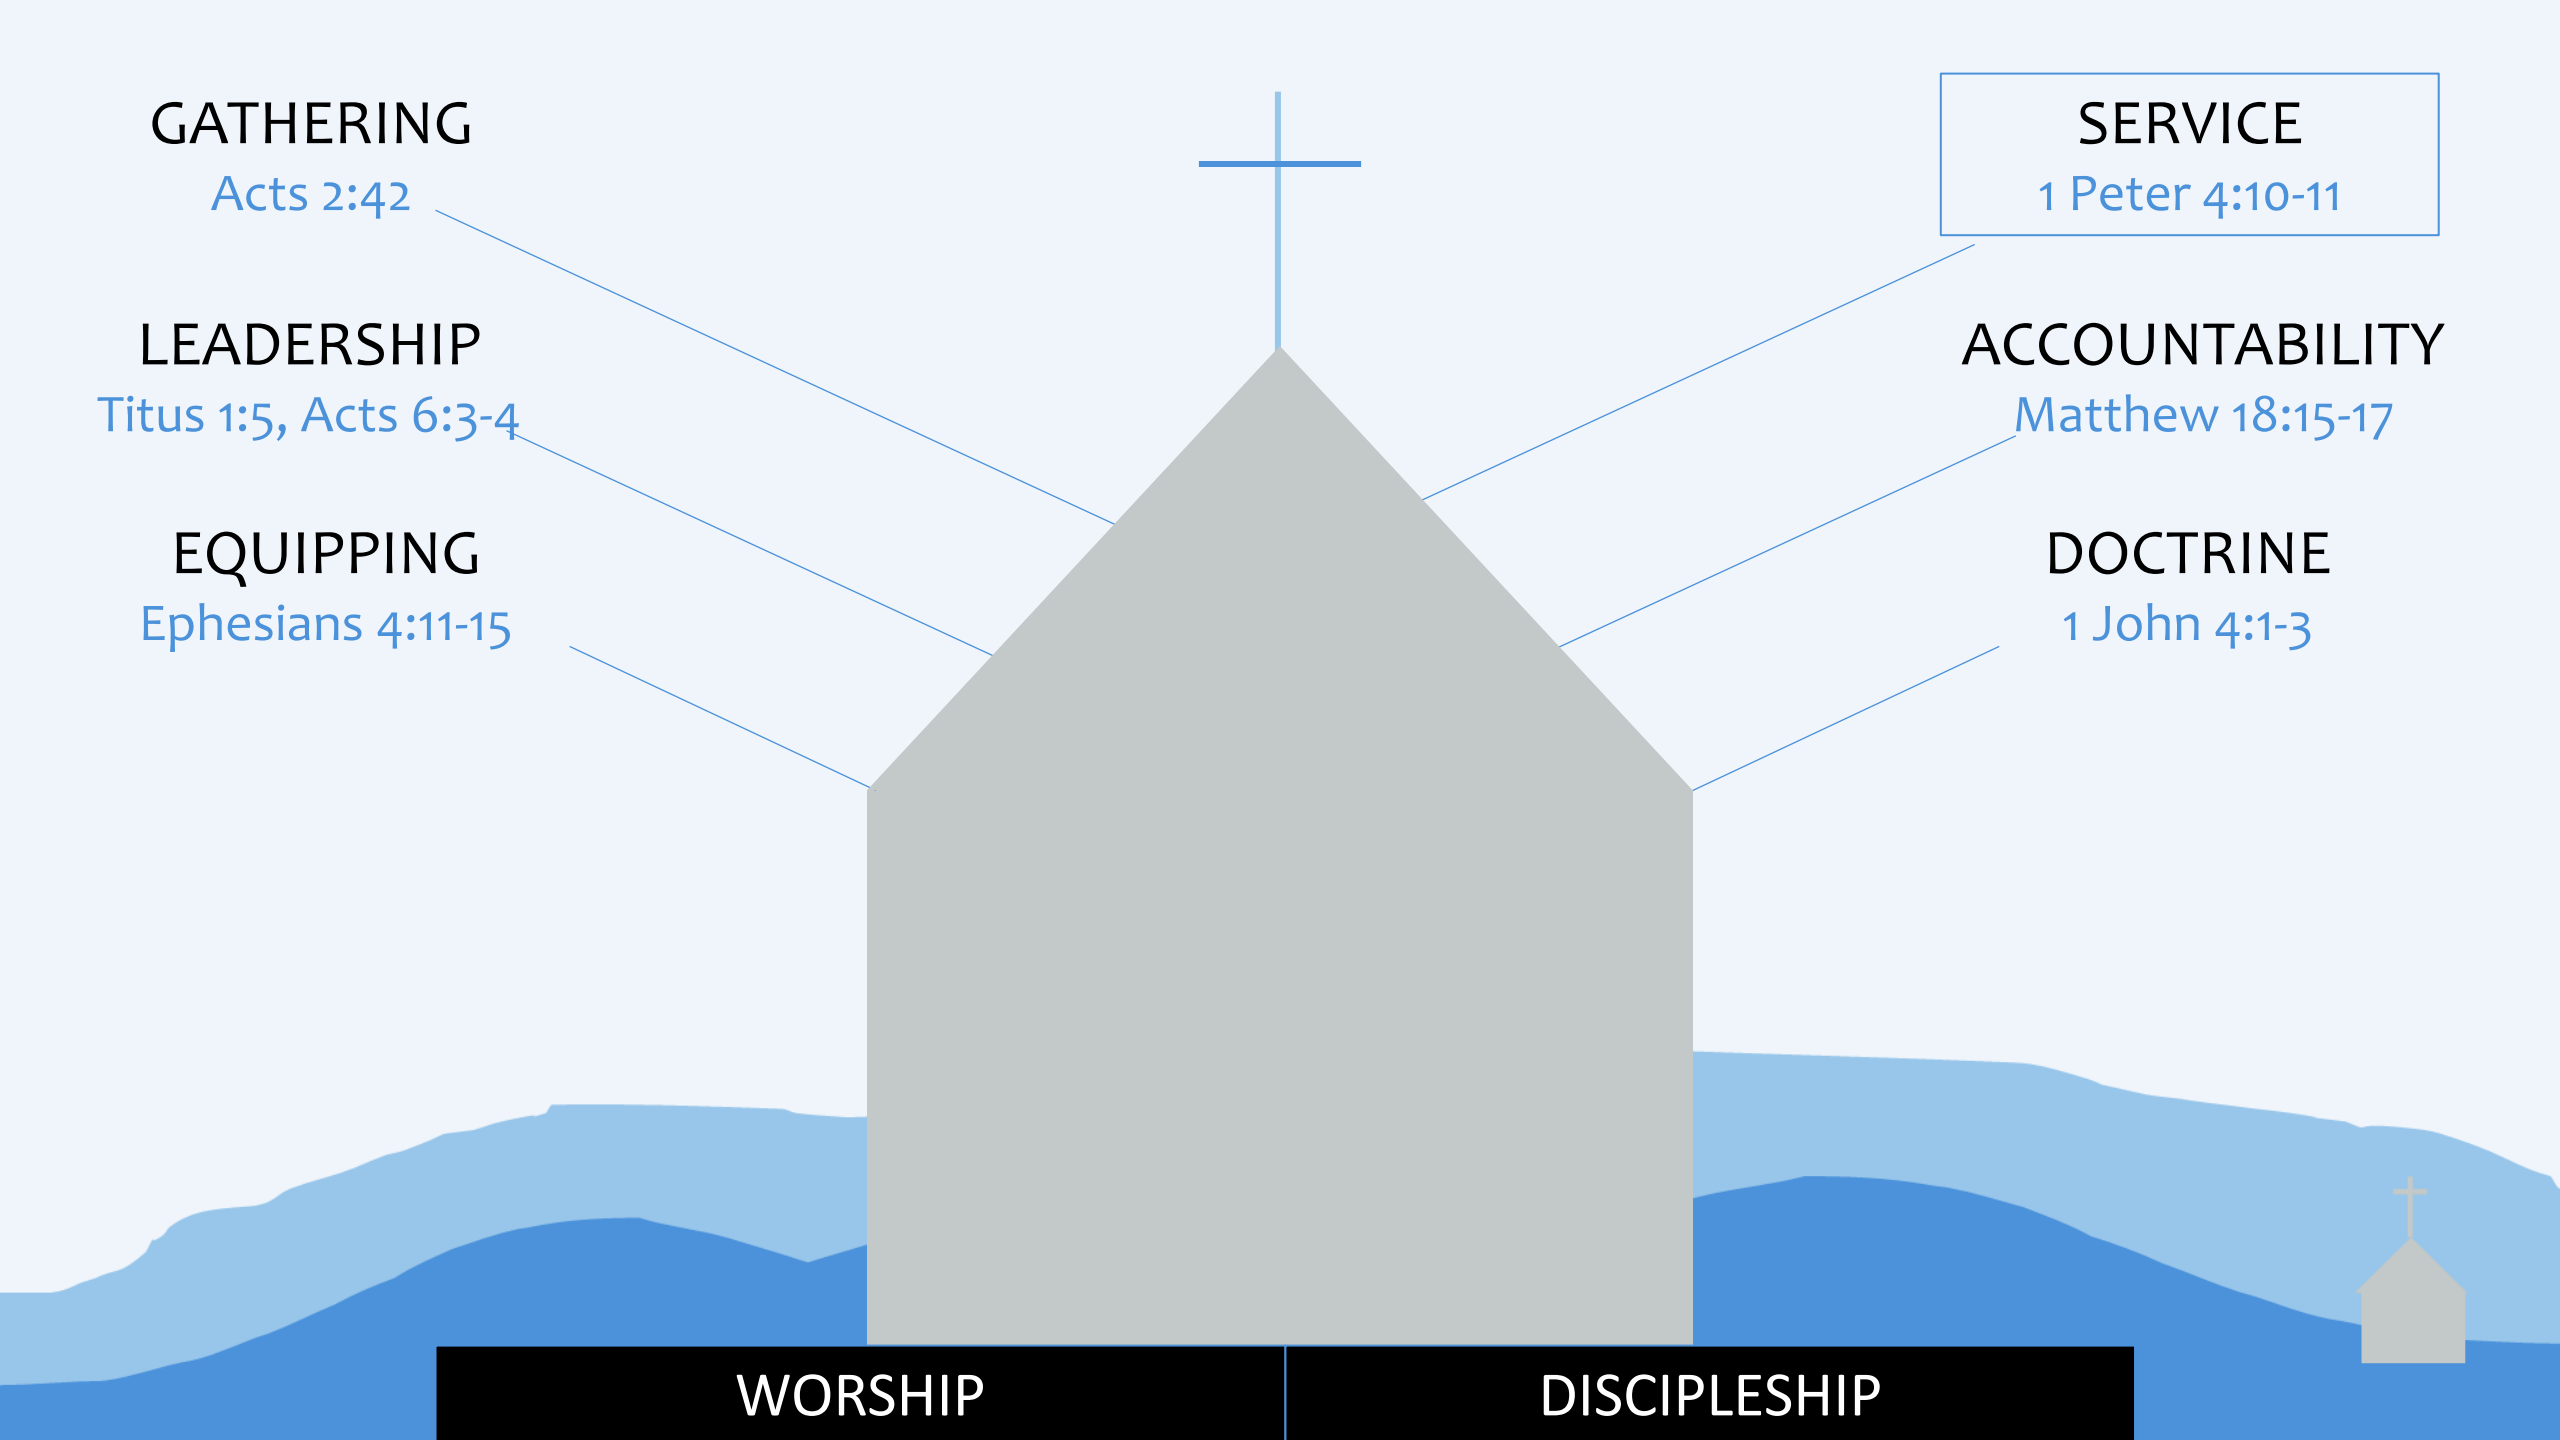 GATHERING
Acts 2:42
LEADERSHIP
Titus 1:5, Acts 6:3-4
EQUIPPING
Ephesians 4:11-15
SERVICE
1 Peter 4:10-11
ACCOUNTABILITY
Matthew 18:15-17
DOCTRINE
1 John 4:1-3
WORSHIP
DISCIPLESHIP